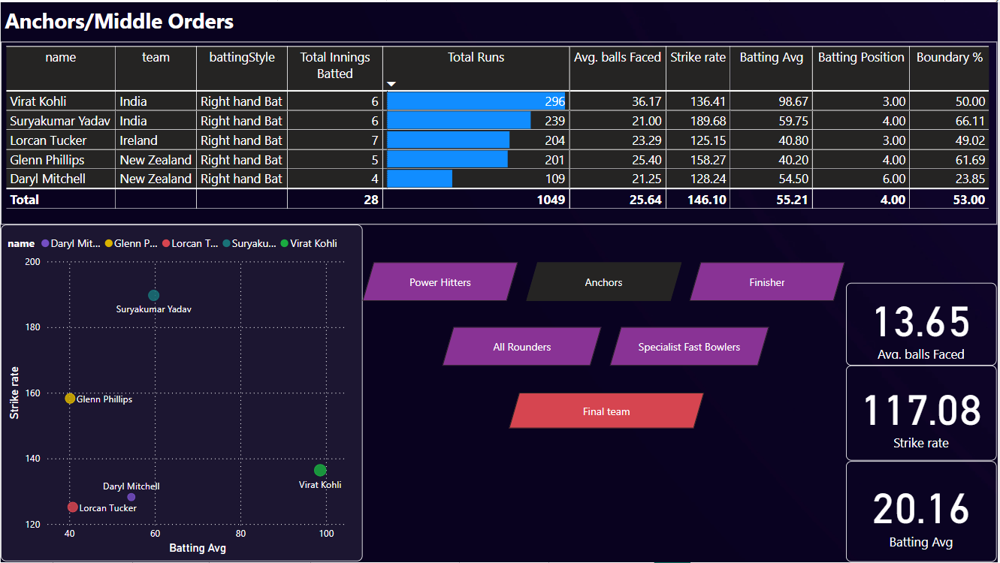 Anchors/Middle Orders
name team battingStyle Total Innings Batted Total Runs Avg. balls Faced Strike rate Batting Avg Batting Position Boundary %
Virat Kohli India Right hand Bat 6 296 36.17 136.41 98.67 3.00 50.00
Suryakumar Yadav India Right hand Bat 6 239 21.00 189.68 59.75 4.00 66.11
Lorcan Tucker Ireland Right hand Bat 7 204 23.29 125.15 40.80 3.00 49.02
Glenn Phillips New Zealand Right hand Bat 5 201 25.40 158.27 40.20 4.00 61.69
Daryl Mitchell New Zealand Right hand Bat 4 109 21.25 128.24 54.50 6.00 23.85
Total 28 1049 25.64 146.10 55.21 4.00 53.00
name Daryl Mit... Glenn P... Lorcan T... Suryaku... Virat Kohli
200
180
160
140
120
Strike rate
Suryakumar Yadav
Glenn Phillips
Virat Kohli
Daryl Mitchell
Lorcan Tucker
40 60 80 100
Batting Avg
Power Hitters
Anchors
Finisher
All Rounders
Specialist Fast Bowlers
Final team
13.65
Avg. balls Faced
117.08
Strike rate
20.16
Batting Avg